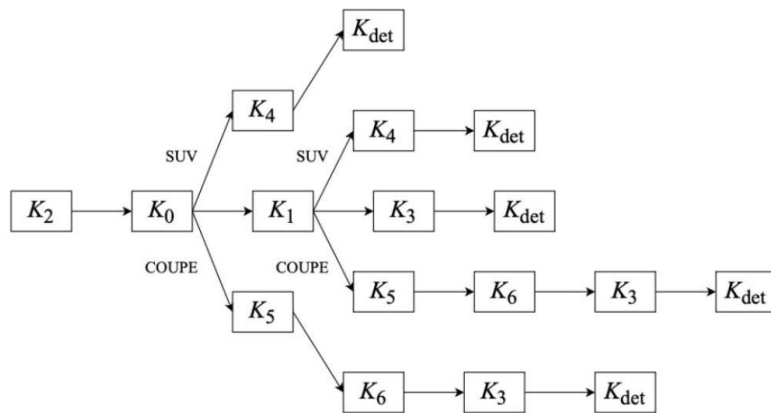 K_det
K_4
K_4 K_det
SUV SUV
K_2 K_0 K_1 K_3 K_det
COUPE COUPE
K_5 K_6 K_3 K_det
K_5
K_6 K_3 K_det